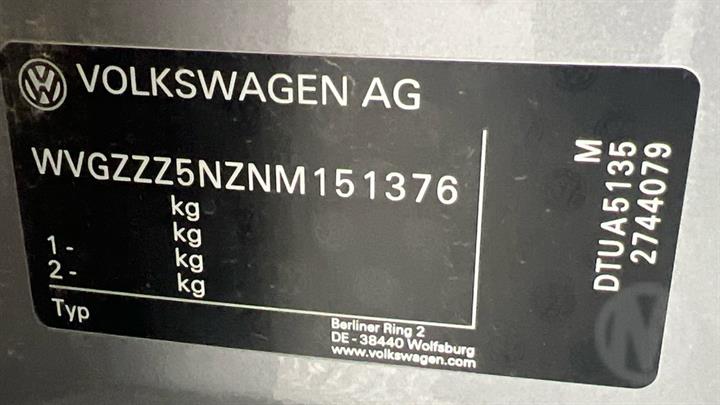 VOLKSWAGEN AG
WVGZZZ5NZNM151376
kg
kg
1- kg
2- kg
Typ
Berliner Ring 2
DE - 38440 Wolfsburg
www.volkswagen.com
M
DTUA5135
2744079